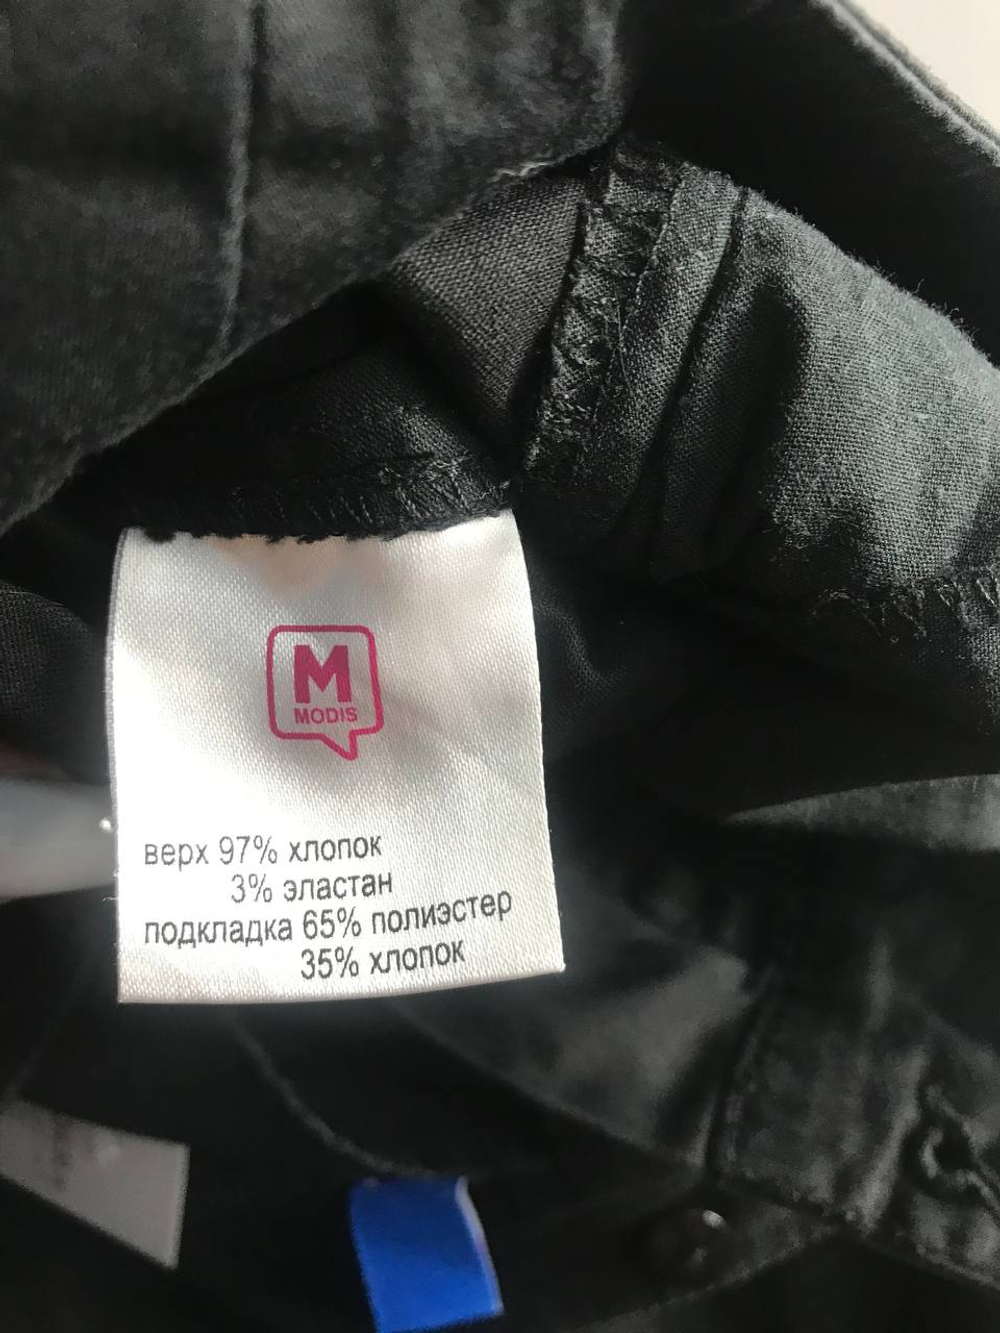 M
MODIS
верх 97% хлопок
3% эластан
подкладка 65% полиэстер
35% хлопок